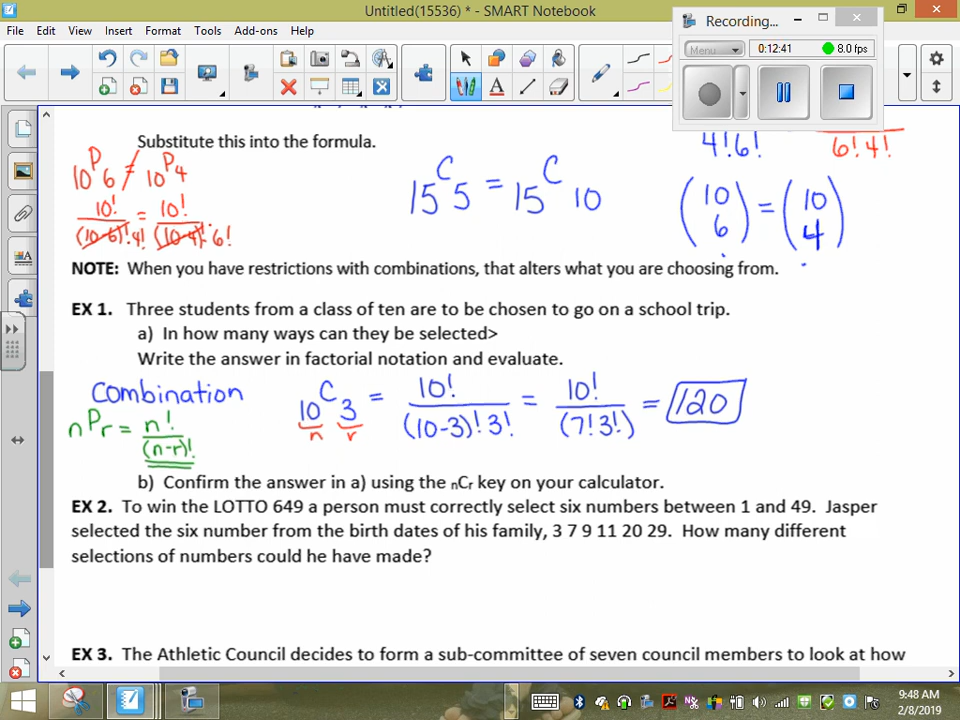 Untitled(15536) * - SMART Notebook
File Edit View Insert Format Tools Add-ons Help
Recording...
Menu 0:12:41 8.0 fps
Substitute this into the formula.
10P6 ≠ 10P4
10!/(10-6)!·4! = 10!/(10-4)!·6!
15C5 = 15C10
4!6! 6!4!
(10 6) = (10 4)
NOTE: When you have restrictions with combinations, that alters what you are choosing from.
EX 1. Three students from a class of ten are to be chosen to go on a school trip.
a) In how many ways can they be selected>
Write the answer in factorial notation and evaluate.
Combination
10C3 = 10!/(10-3)!3! = 10!/(7!3!) = 120
n r
nPr = n!/(n-r)!
b) Confirm the answer in a) using the nCr key on your calculator.
EX 2. To win the LOTTO 649 a person must correctly select six numbers between 1 and 49. Jasper
selected the six number from the birth dates of his family, 3 7 9 11 20 29. How many different
selections of numbers could he have made?
EX 3. The Athletic Council decides to form a sub-committee of seven council members to look at how
9:48 AM
2/8/2019